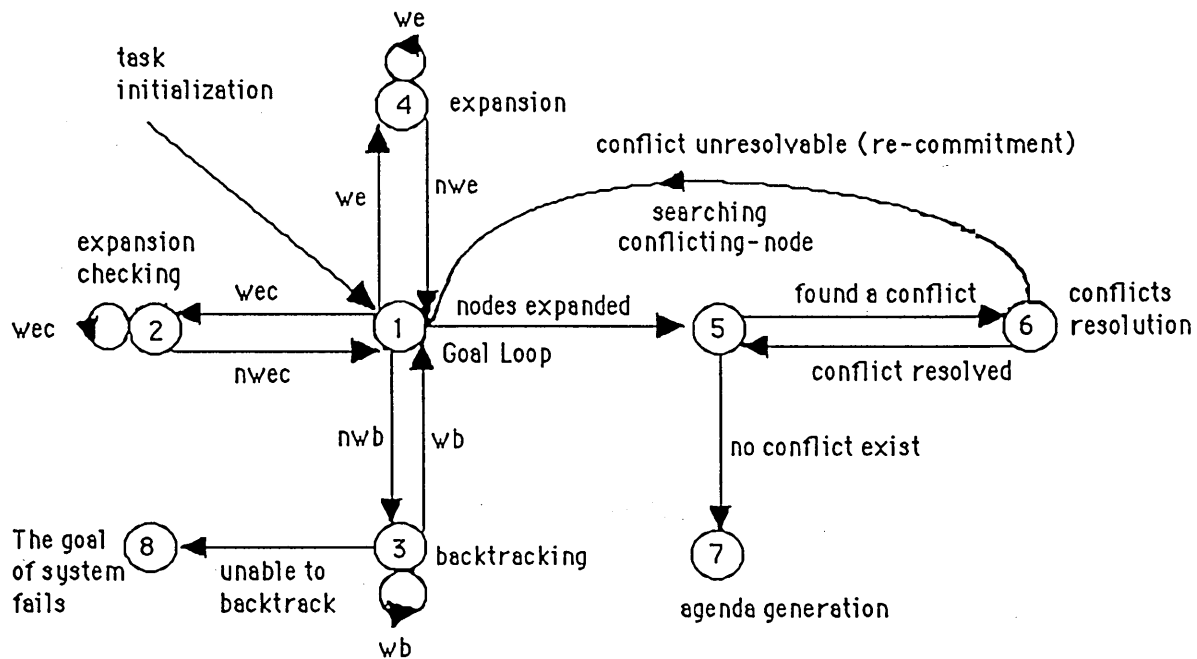 we
task
initialization
4
expansion
conflict unresolvable (re-commitment)
we
nwe
searching
conflicting-node
expansion
checking
wec
wec
2
nwec
1
Goal Loop
nodes expanded
5
found a conflict
6
conflicts
resolution
conflict resolved
nwb
wb
no conflict exist
The goal
of system
fails
8
unable to
backtrack
3
backtracking
wb
7
agenda generation